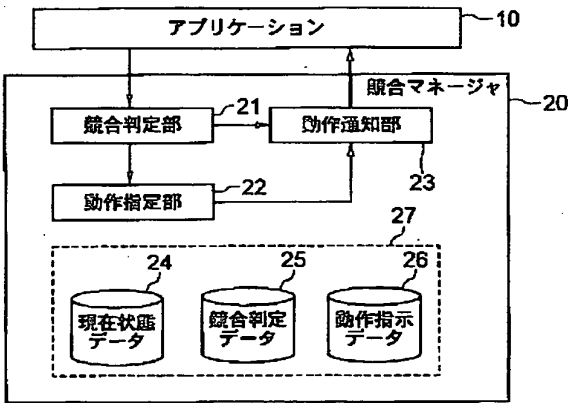 アプリケーション
10
競合マネージャ
20
競合判定部
21
動作通知部
23
動作指定部
22
27
24
現在状態
データ
25
競合判定
データ
26
動作指示
データ